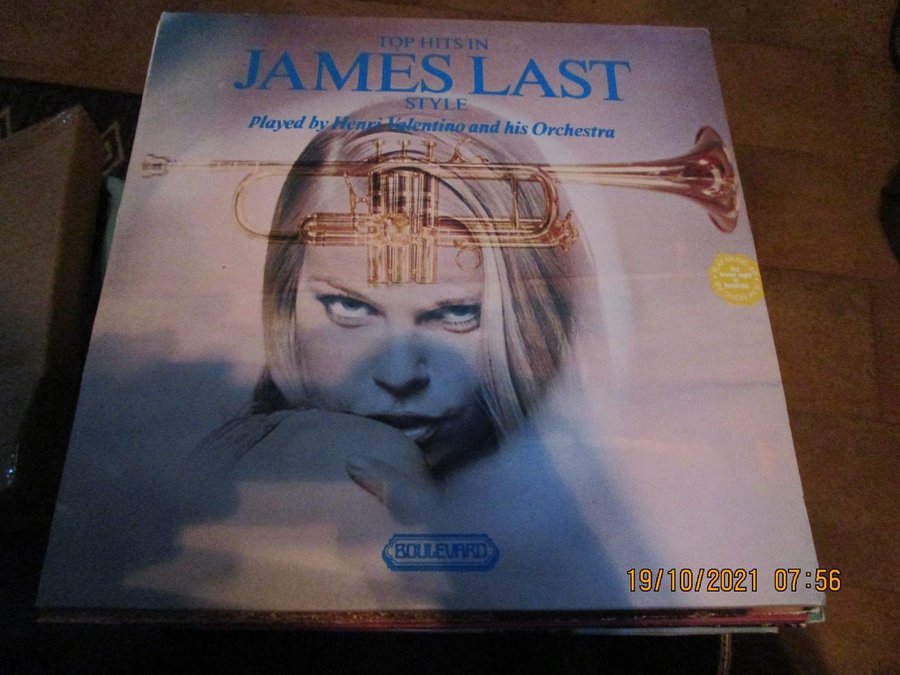 TOP HITS IN
JAMES LAST
STYLE
Played by Henri Valentino and his Orchestra
BOULEVARD
19/10/2021 07:56